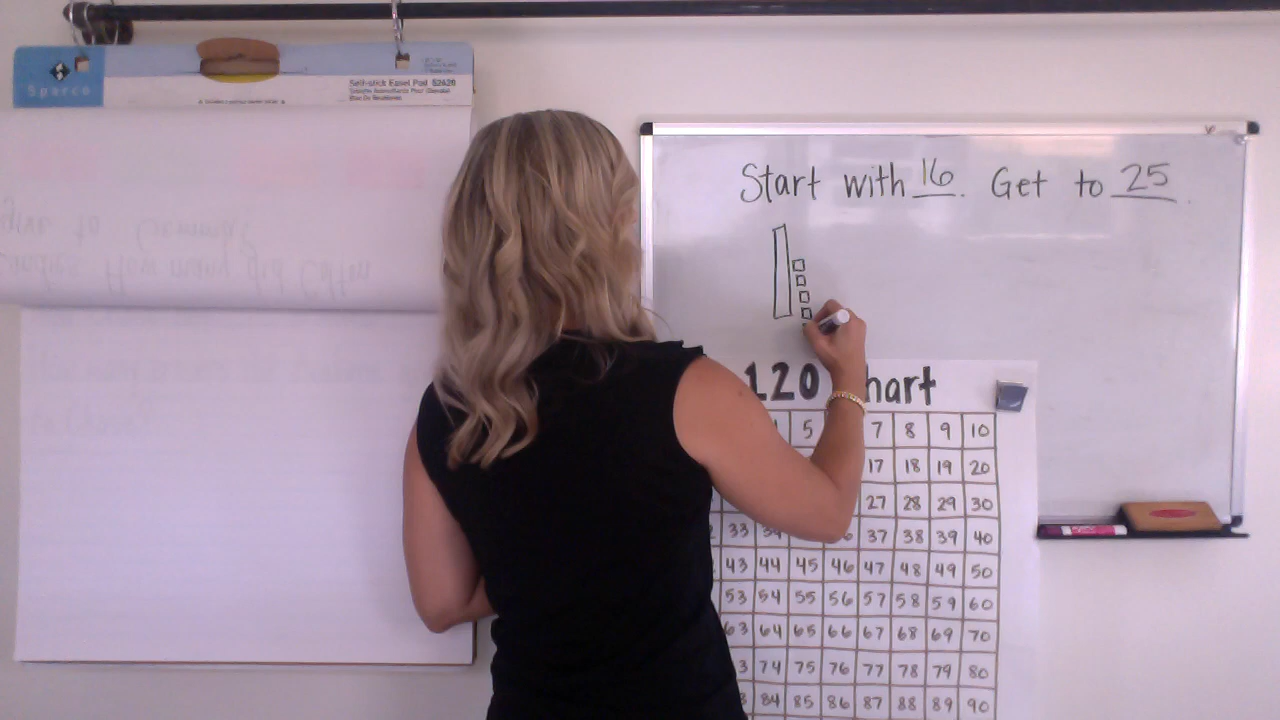 Sparco
Self-stick Easel Pad 52620
Start with 16. Get to 25.
120 hart
5 7 8 9 10
17 18 19 20
27 28 29 30
33 37 38 39 40
43 44 45 46 47 48 49 50
53 54 55 56 57 58 59 60
63 64 65 66 67 68 69 70
74 75 76 77 78 79 80
84 85 86 87 88 89 90